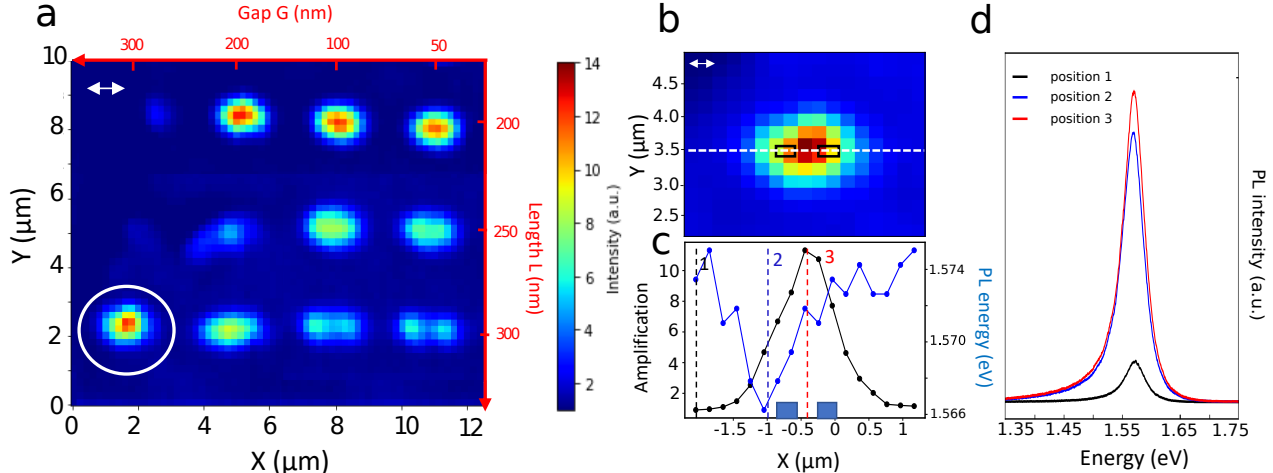 a
Gap G (nm)
300 200 100 50
10
8
6
4
2
0
Y (μm)
0 2 4 6 8 10 12
X (μm)
200
250
300
Length L (nm)
14
12
10
8
6
4
2
Intensity (a.u.)
b
4.5
4.0
3.5
3.0
2.5
Y (μm)
c
1 2 3
10
8
6
4
2
Amplification
1.574
1.570
1.566
PL energy (eV)
-1.5 -1 -0.5 0 0.5 1
X (μm)
d
position 1
position 2
position 3
PL intensity (a.u.)
1.35 1.45 1.55 1.65 1.75
Energy (eV)